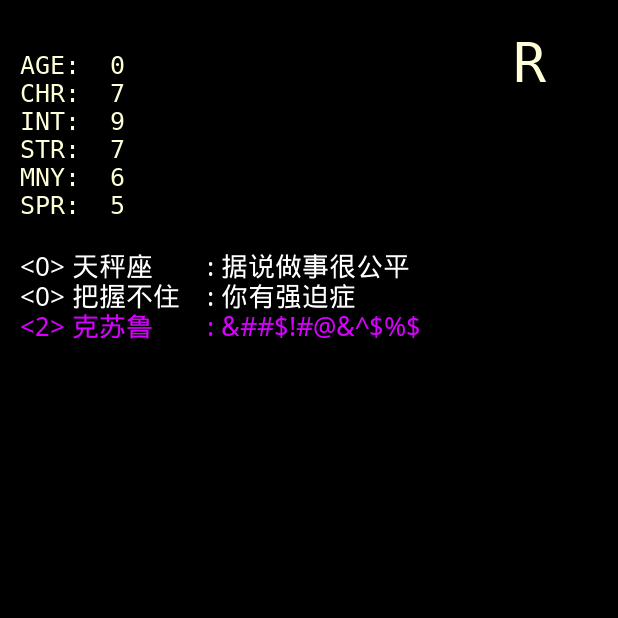 R
AGE: 0
CHR: 7
INT: 9
STR: 7
MNY: 6
SPR: 5
<0> 天秤座 : 据说做事很公平
<0> 把握不住 : 你有强迫症
<2> 克苏鲁 : &##$!#@&^$%$